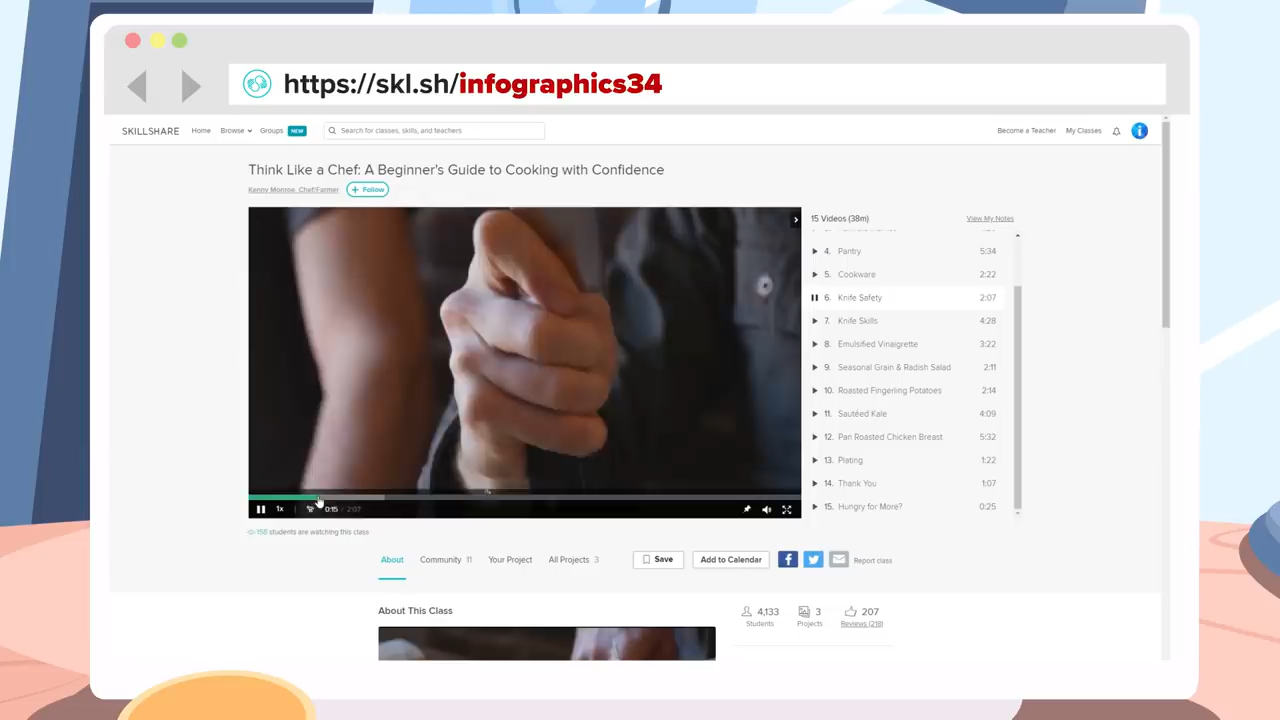 https://skl.sh/infographics34
SKILLSHARE Home Browse Groups NEW Search for classes, skills, and teachers Become a Teacher My Classes
Think Like a Chef: A Beginner's Guide to Cooking with Confidence
Kenny Monroe, Chef/Farmer + Follow
15 Videos (38m) View My Notes
4. Pantry 5:34
5. Cookware 2:22
6. Knife Safety 2:07
7. Knife Skills 4:28
8. Emulsified Vinaigrette 3:22
9. Seasonal Grain & Radish Salad 2:11
10. Roasted Fingerling Potatoes 2:14
11. Sautéed Kale 4:09
12. Pan Roasted Chicken Breast 5:32
13. Plating 1:22
14. Thank You 1:07
15. Hungry for More? 0:25
1x 0:15 / 2:07
158 students are watching this class
About Community 11 Your Project All Projects 3 Save Add to Calendar Report class
About This Class
4,133 3 207
Students Projects Reviews (218)